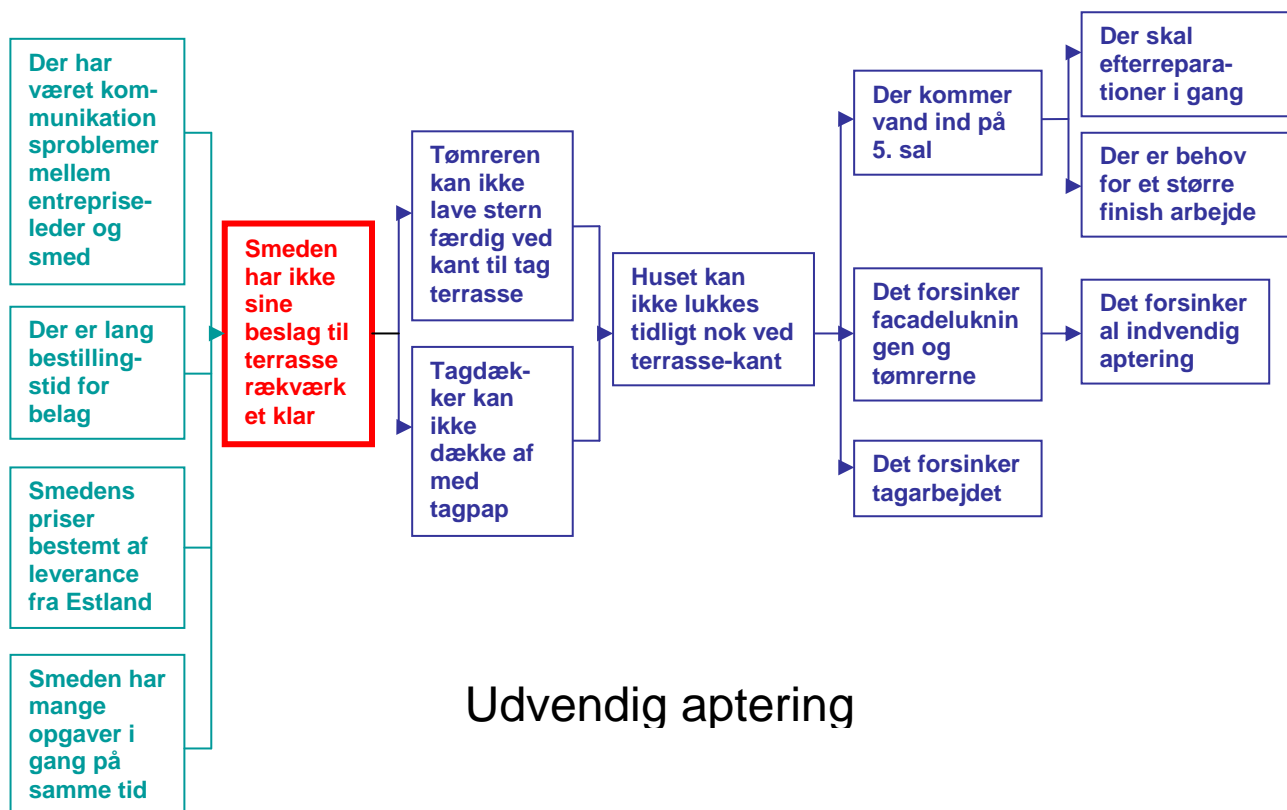 Der har
været kom-
munikation
sproblemer
mellem
entreprise-
leder og
smed
Der er lang
bestilling-
stid for
belag
Smedens
priser
bestemt af
leverance
fra Estland
Smeden har
mange
opgaver i
gang på
samme tid
Smeden
har ikke
sine
beslag til
terrasse
rækværk
et klar
Tømreren
kan ikke
lave stern
færdig ved
kant til tag
terrasse
Tagdæk-
ker kan
ikke
dække af
med
tagpap
Huset kan
ikke lukkes
tidligt nok ved
terrasse-kant
Der kommer
vand ind på
5. sal
Det forsinker
facadeluknin
gen og
tømrerne
Det forsinker
tagarbejdet
Der skal
efterrepara-
tioner i gang
Der er behov
for et større
finish arbejde
Det forsinker
al indvendig
aptering
Udvendig aptering